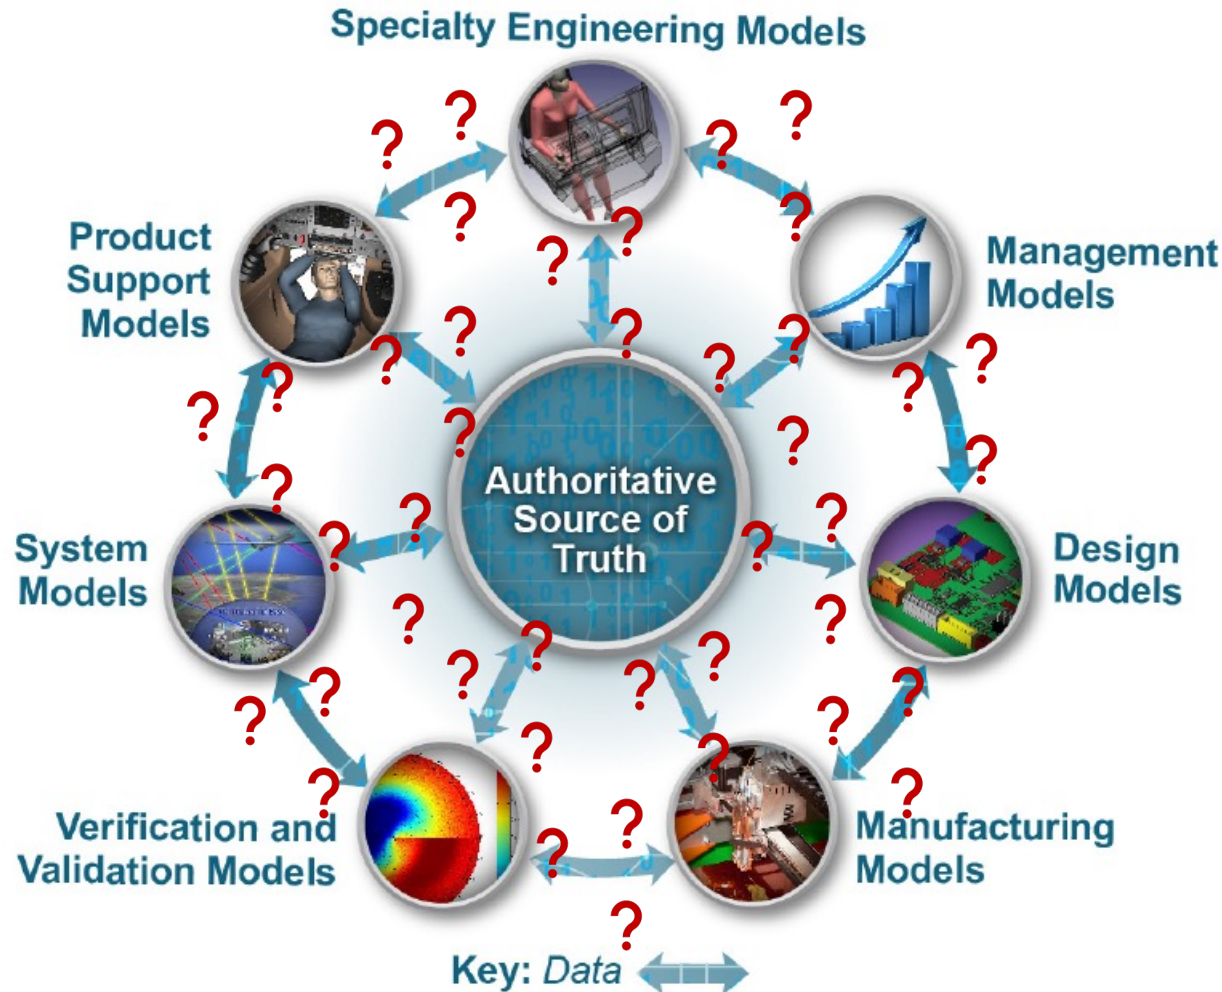 Specialty Engineering Models
Product
Support
Models
Management
Models
Authoritative
Source of
Truth
System
Models
Design
Models
Verification and
Validation Models
Manufacturing
Models
Key: Data
? ? ? ? ? ? ? ? ? ? ? ? ? ? ? ? ? ? ? ? ? ? ? ? ? ? ? ? ? ? ? ? ? ? ? ? ? ? ? ? ? ? ? ?